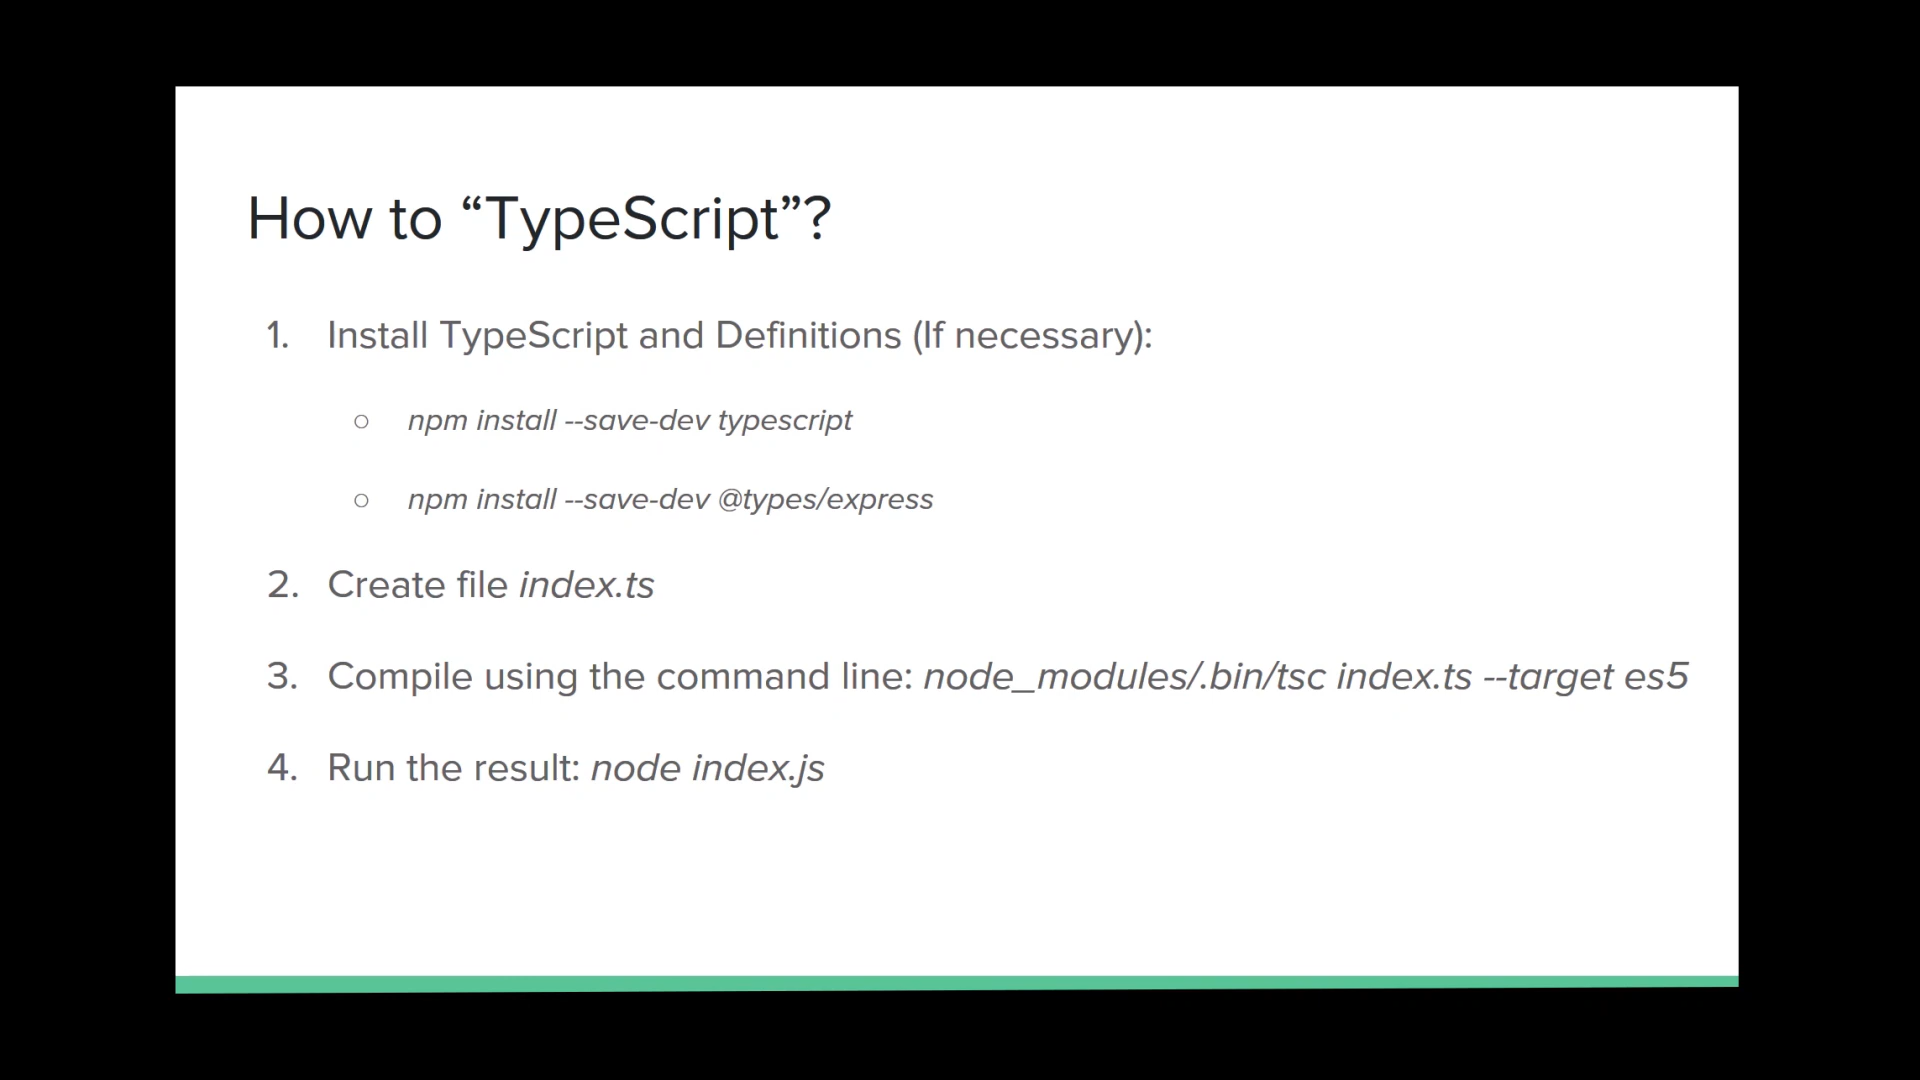 How to “TypeScript”?
1. Install TypeScript and Definitions (If necessary):
○ npm install --save-dev typescript
○ npm install --save-dev @types/express
2. Create file index.ts
3. Compile using the command line: node_modules/.bin/tsc index.ts --target es5
4. Run the result: node index.js